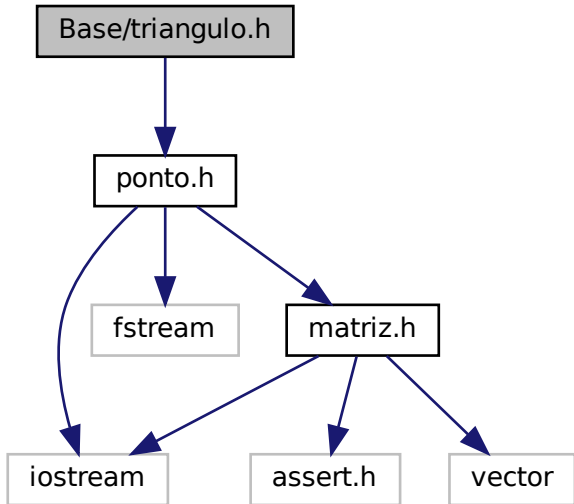 Base/triangulo.h
ponto.h
fstream
matriz.h
iostream
assert.h
vector